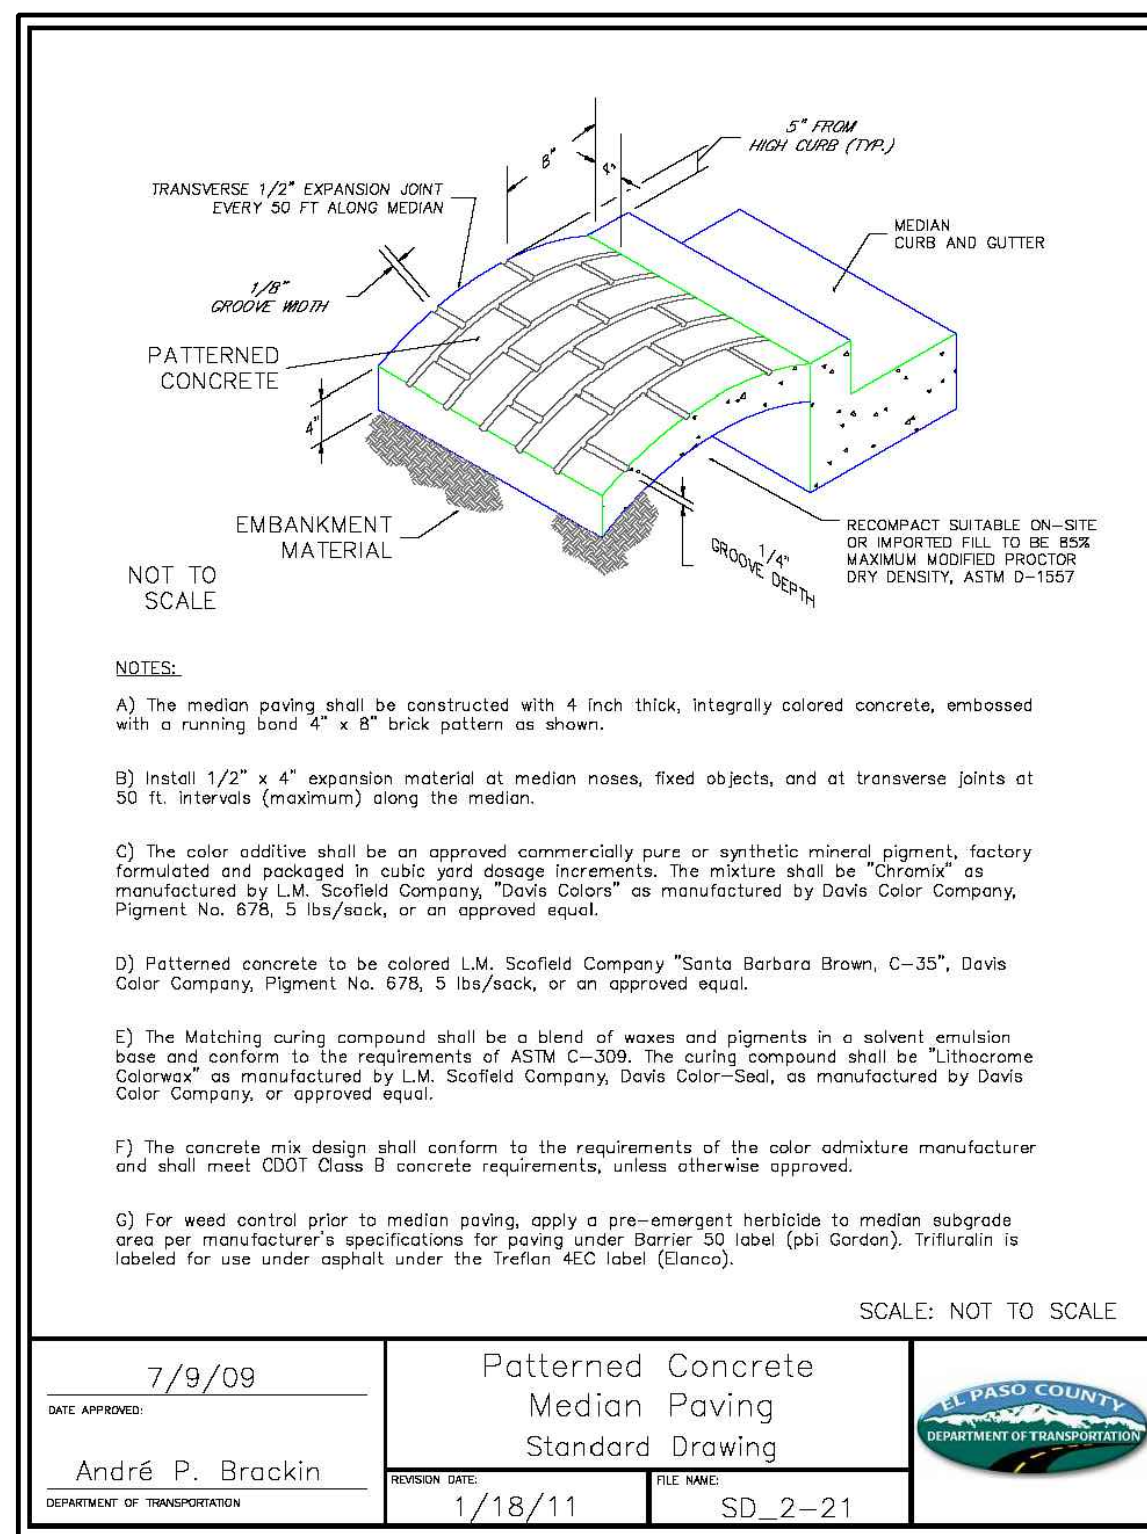 5" FROM
HIGH CURB (TYP.)
8"
4"
TRANSVERSE 1/2" EXPANSION JOINT
EVERY 50 FT ALONG MEDIAN
MEDIAN
CURB AND GUTTER
1/8"
GROOVE WIDTH
PATTERNED
CONCRETE
4"
EMBANKMENT
MATERIAL
RECOMPACT SUITABLE ON-SITE
OR IMPORTED FILL TO BE 85%
MAXIMUM MODIFIED PROCTOR
DRY DENSITY, ASTM D-1557
1/4"
GROOVE DEPTH
NOT TO
SCALE
NOTES:
A) The median paving shall be constructed with 4 inch thick, integrally colored concrete, embossed
with a running bond 4" x 8" brick pattern as shown.
B) Install 1/2" x 4" expansion material at median noses, fixed objects, and at transverse joints at
50 ft. intervals (maximum) along the median.
C) The color additive shall be an approved commercially pure or synthetic mineral pigment, factory
formulated and packaged in cubic yard dosage increments. The mixture shall be "Chromix" as
manufactured by L.M. Scofield Company, "Davis Colors" as manufactured by Davis Color Company,
Pigment No. 678, 5 lbs/sack, or an approved equal.
D) Patterned concrete to be colored L.M. Scofield Company "Santa Barbara Brown, C-35", Davis
Color Company, Pigment No. 678, 5 lbs/sack, or an approved equal.
E) The Matching curing compound shall be a blend of waxes and pigments in a solvent emulsion
base and conform to the requirements of ASTM C-309. The curing compound shall be "Lithocrome
Colorwax" as manufactured by L.M. Scofield Company, Davis Color-Seal, as manufactured by Davis
Color Company, or approved equal.
F) The concrete mix design shall conform to the requirements of the color admixture manufacturer
and shall meet CDOT Class B concrete requirements, unless otherwise approved.
G) For weed control prior to median paving, apply a pre-emergent herbicide to median subgrade
area per manufacturer's specifications for paving under Barrier 50 label (pbi Gordon). Trifluralin is
labeled for use under asphalt under the Treflan 4EC label (Elanco).
SCALE: NOT TO SCALE
7/9/09
DATE APPROVED:
André P. Brackin
DEPARTMENT OF TRANSPORTATION
Patterned Concrete
Median Paving
Standard Drawing
REVISION DATE:
1/18/11
FILE NAME:
SD_2-21
EL PASO COUNTY
DEPARTMENT OF TRANSPORTATION